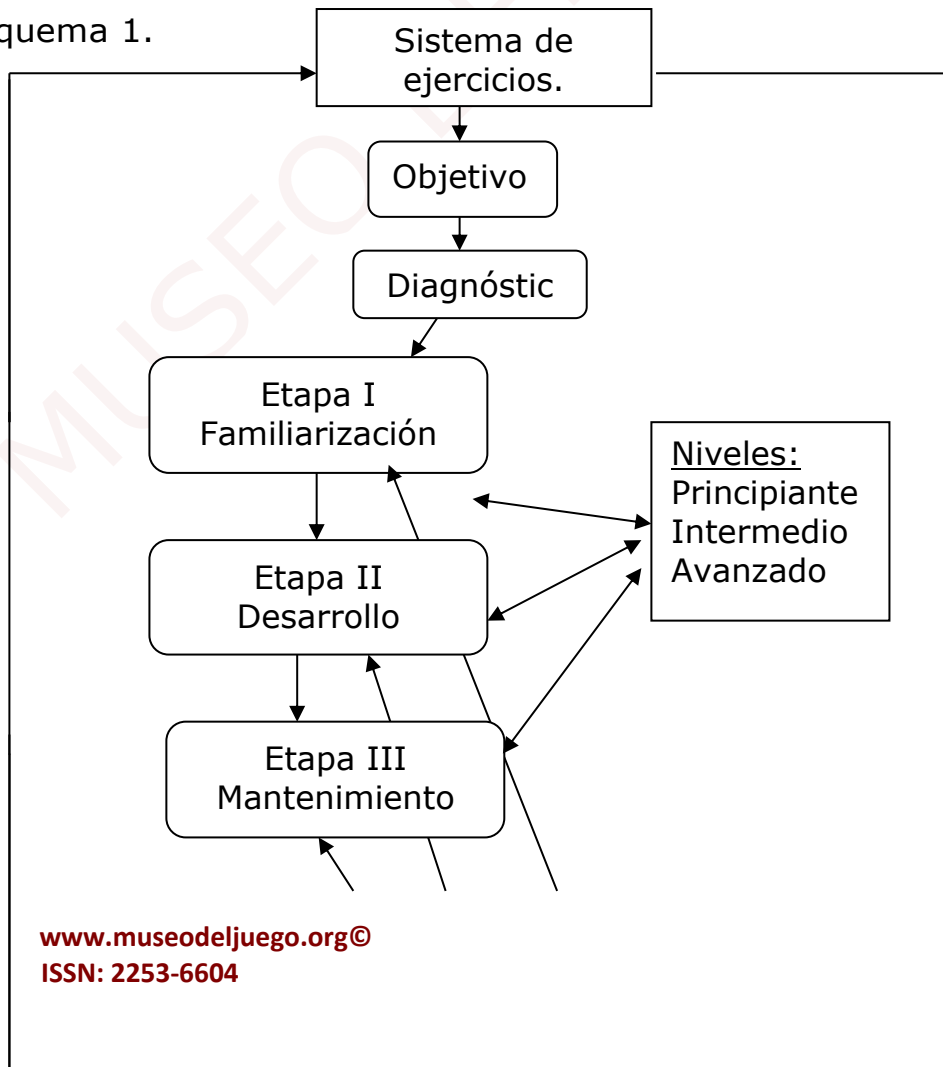 quema 1.
Sistema de
ejercicios.
Objetivo
Diagnóstic
Etapa I
Familiarización
Niveles:
Principiante
Intermedio
Avanzado
Etapa II
Desarrollo
Etapa III
Mantenimiento
www.museodeljuego.org©
ISSN: 2253-6604
MUSEO